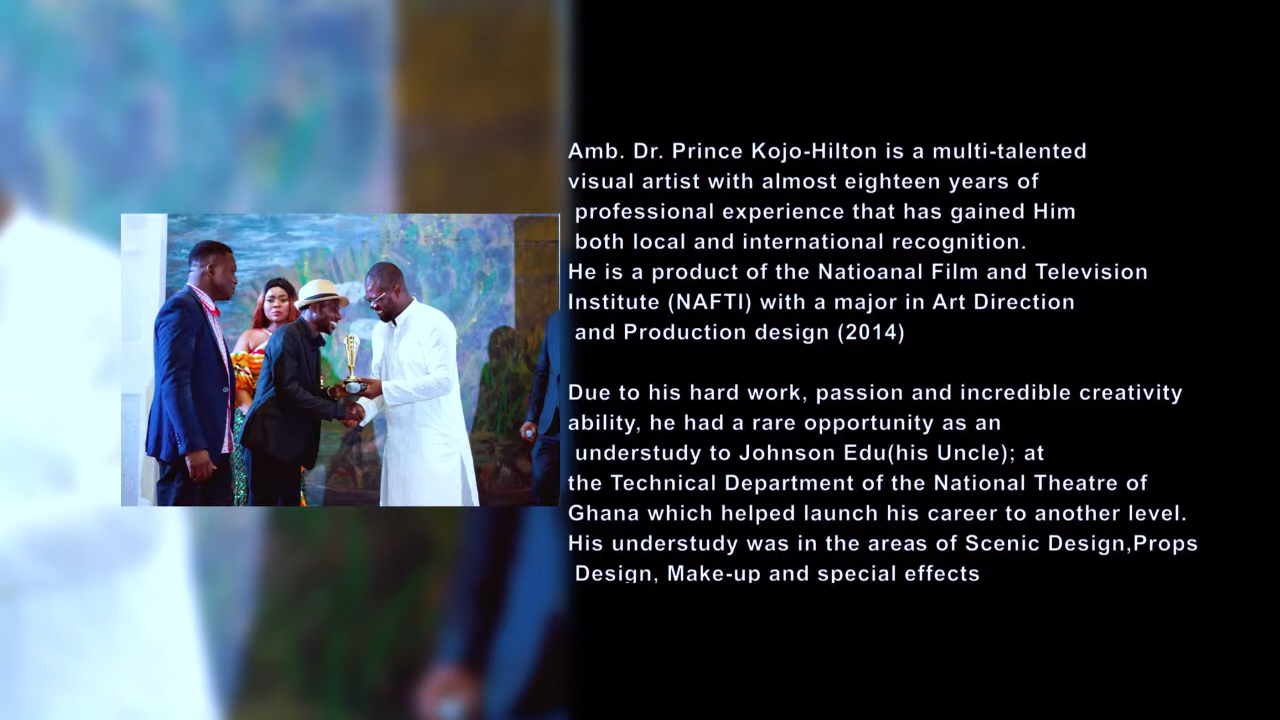 Amb. Dr. Prince Kojo-Hilton is a multi-talented
visual artist with almost eighteen years of
professional experience that has gained Him
both local and international recognition.
He is a product of the Natioanal Film and Television
Institute (NAFTI) with a major in Art Direction
and Production design (2014)
Due to his hard work, passion and incredible creativity
ability, he had a rare opportunity as an
understudy to Johnson Edu(his Uncle); at
the Technical Department of the National Theatre of
Ghana which helped launch his career to another level.
His understudy was in the areas of Scenic Design,Props
Design, Make-up and special effects